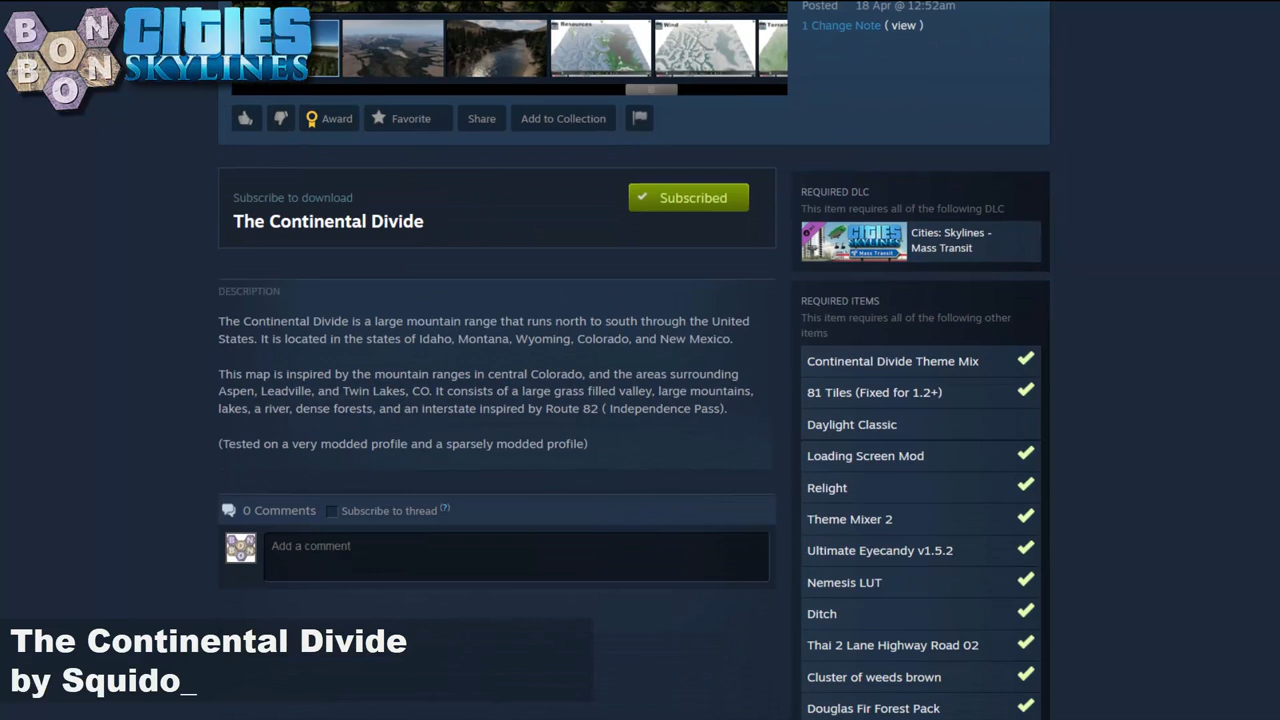 BON
BON
O
CITIES
SKYLINES
Resources
Wind
Posted 18 Apr @ 12:52am
1 Change Note ( view )
Award
Favorite
Share
Add to Collection
Subscribe to download
The Continental Divide
Subscribed
DESCRIPTION
The Continental Divide is a large mountain range that runs north to south through the United
States. It is located in the states of Idaho, Montana, Wyoming, Colorado, and New Mexico.
This map is inspired by the mountain ranges in central Colorado, and the areas surrounding
Aspen, Leadville, and Twin Lakes, CO. It consists of a large grass filled valley, large mountains,
lakes, a river, dense forests, and an interstate inspired by Route 82 ( Independence Pass).
(Tested on a very modded profile and a sparsely modded profile)
0 Comments
Subscribe to thread (?)
Add a comment
REQUIRED DLC
This item requires all of the following DLC
CITIES
SKYLINES
Mass Transit
Cities: Skylines -
Mass Transit
REQUIRED ITEMS
This item requires all of the following other
items
Continental Divide Theme Mix
81 Tiles (Fixed for 1.2+)
Daylight Classic
Loading Screen Mod
Relight
Theme Mixer 2
Ultimate Eyecandy v1.5.2
Nemesis LUT
Ditch
Thai 2 Lane Highway Road 02
Cluster of weeds brown
Douglas Fir Forest Pack
The Continental Divide
by Squido_